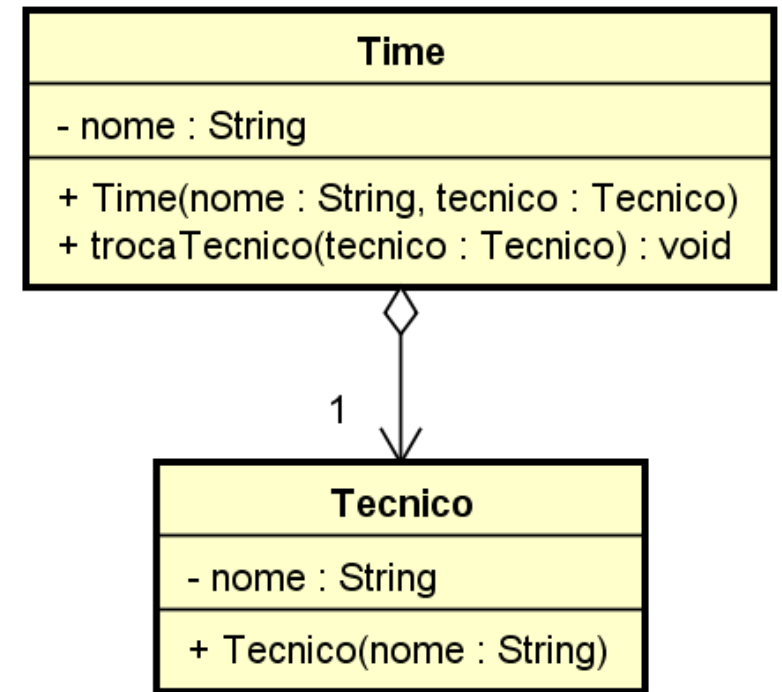 Time
- nome : String
+ Time(nome : String, tecnico : Tecnico)
+ trocaTecnico(tecnico : Tecnico) : void
1
Tecnico
- nome : String
+ Tecnico(nome : String)